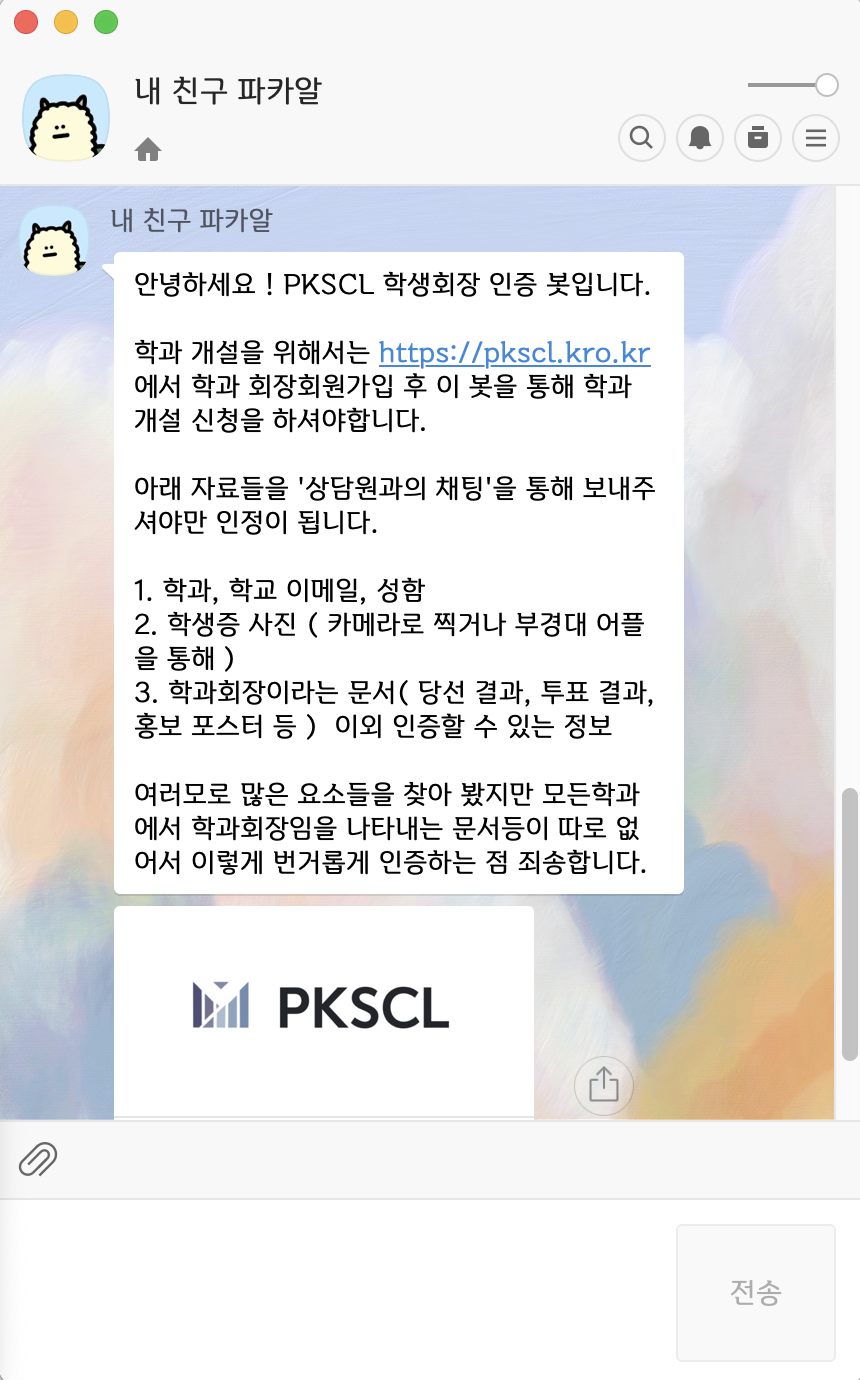 내 친구 파카알
내 친구 파카알
안녕하세요 ! PKSCL 학생회장 인증 봇입니다.
학과 개설을 위해서는 https://pkscl.kro.kr
에서 학과 회장회원가입 후 이 봇을 통해 학과
개설 신청을 하셔야합니다.
아래 자료들을 '상담원과의 채팅'을 통해 보내주
셔야만 인정이 됩니다.
1. 학과, 학교 이메일, 성함
2. 학생증 사진 ( 카메라로 찍거나 부경대 어플
을 통해 )
3. 학과회장이라는 문서( 당선 결과, 투표 결과,
홍보 포스터 등 )  이외 인증할 수 있는 정보
여러모로 많은 요소들을 찾아 봤지만 모든학과
에서 학과회장임을 나타내는 문서등이 따로 없
어서 이렇게 번거롭게 인증하는 점 죄송합니다.
PKSCL
전송